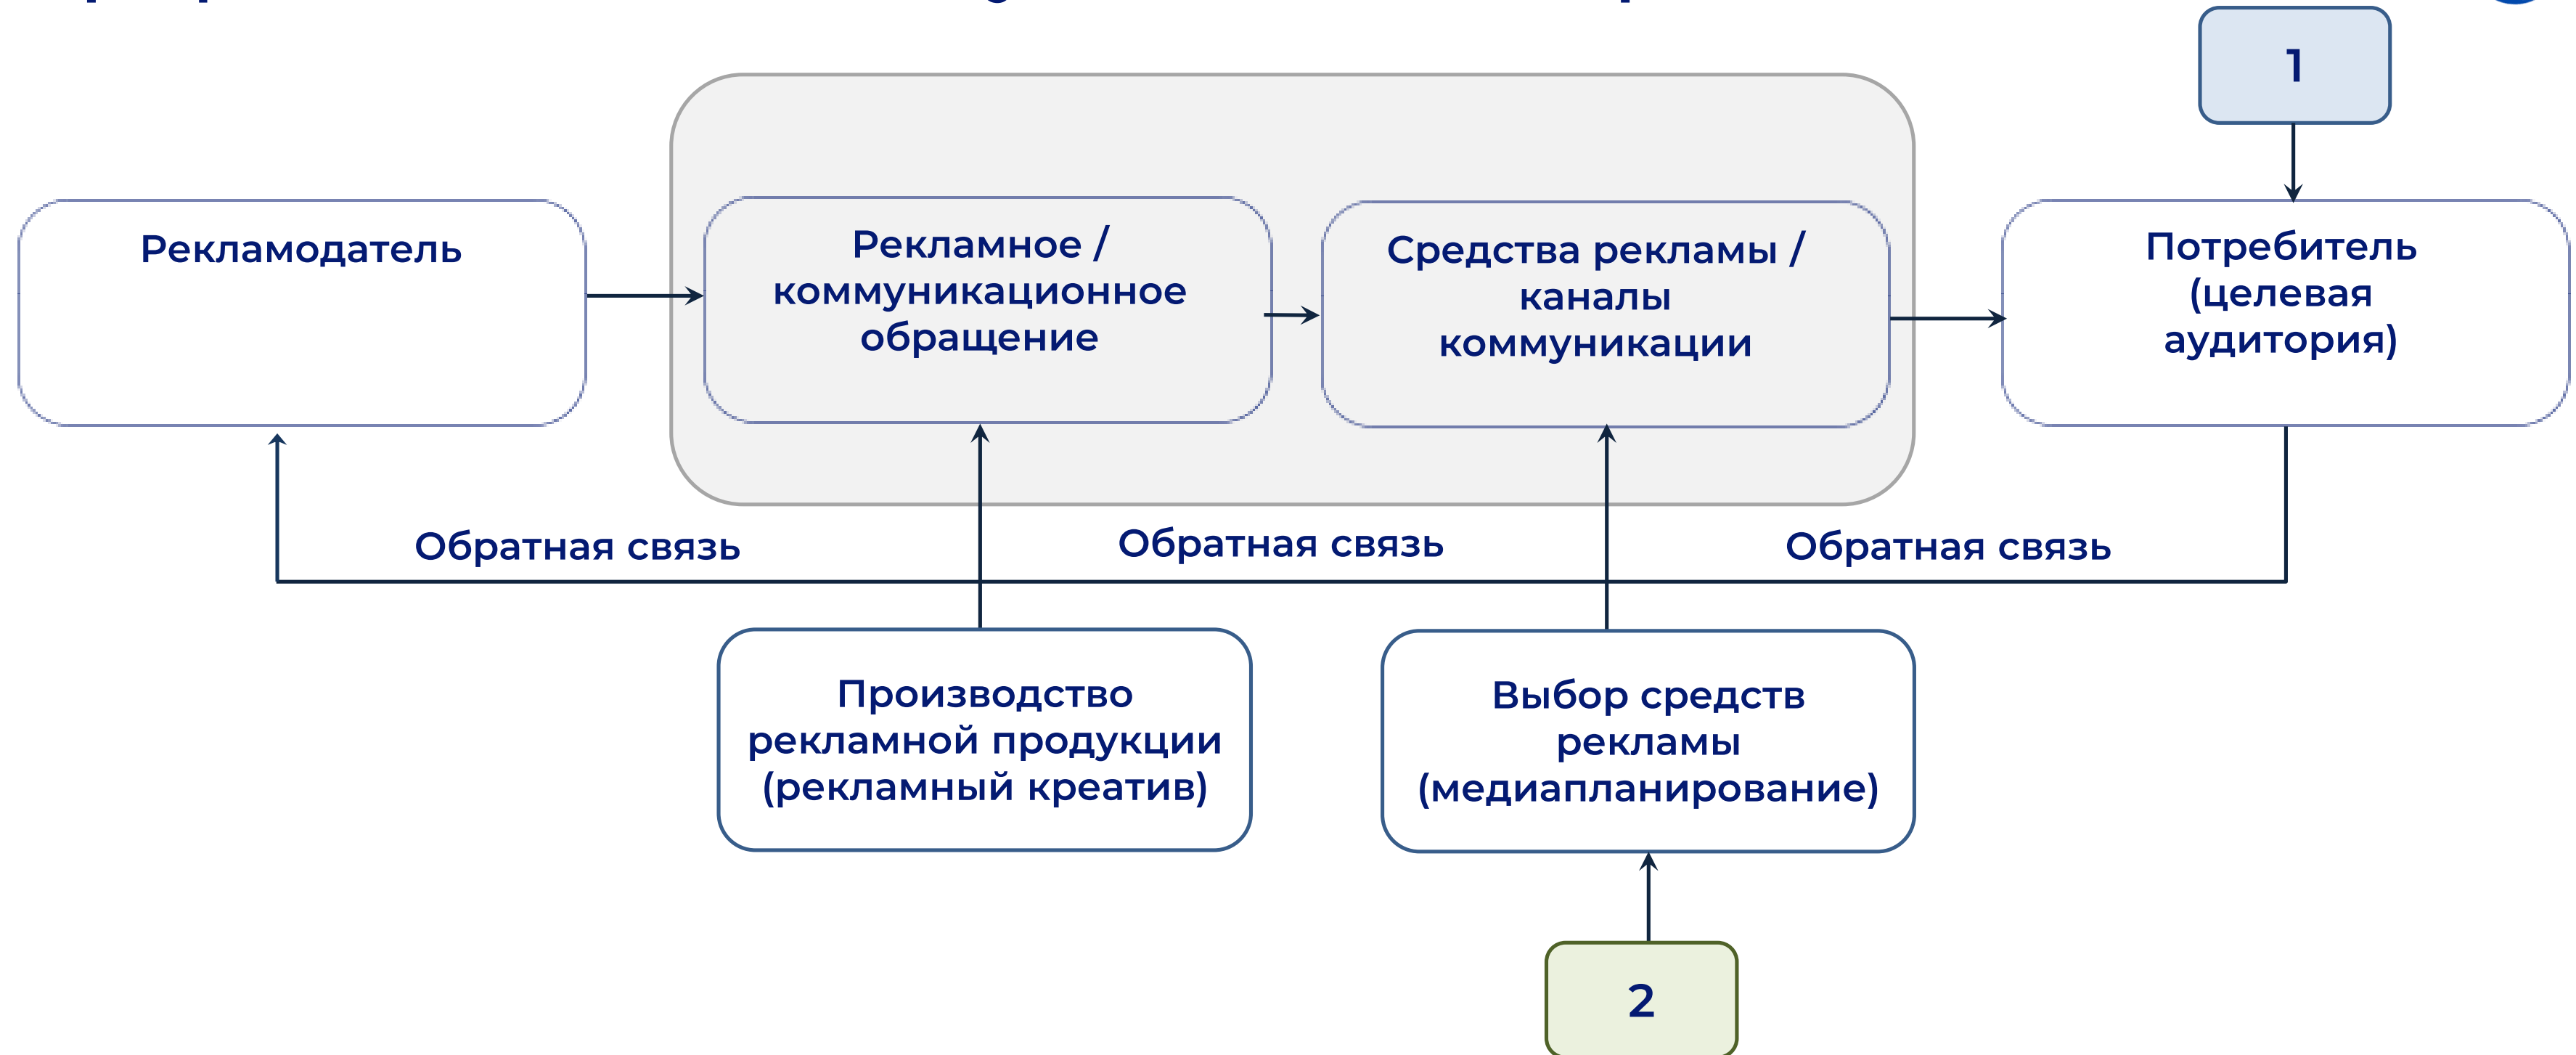 1
Рекламодатель
Рекламное /
коммуникационное
обращение
Средства рекламы /
каналы
коммуникации
Потребитель
(целевая
аудитория)
Обратная связь
Обратная связь
Обратная связь
Производство
рекламной продукции
(рекламный креатив)
Выбор средств
рекламы
(медиапланирование)
2